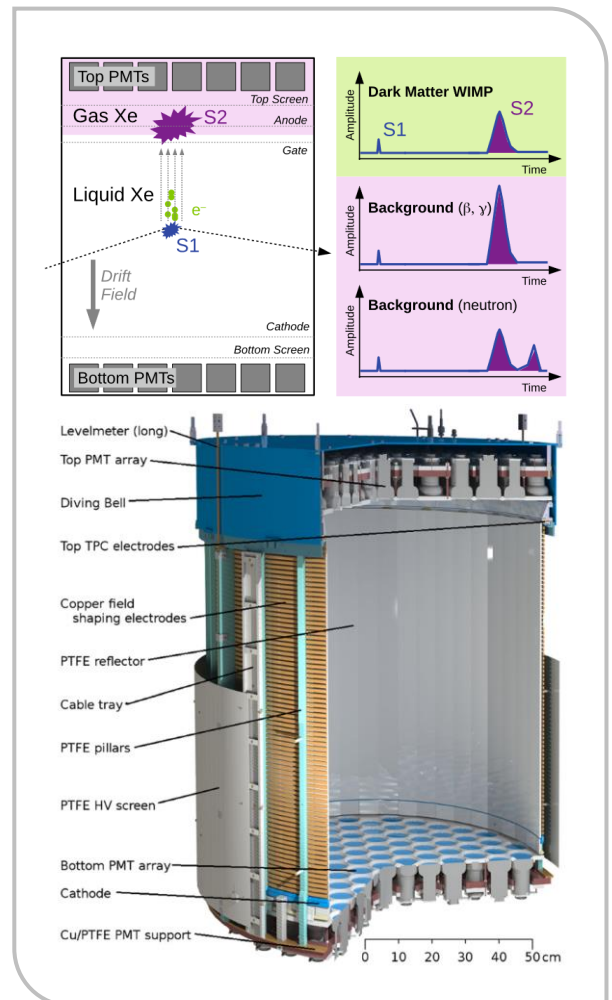 Top PMTs
Top Screen
Gas Xe
S2
Anode
Gate
Liquid Xe
e⁻
S1
Drift
Field
Cathode
Bottom Screen
Bottom PMTs
Dark Matter WIMP
Amplitude
S1
S2
Time
Background (β, γ)
Amplitude
Time
Background (neutron)
Amplitude
Time
Levelmeter (long)
Top PMT array
Diving Bell
Top TPC electrodes
Copper field
shaping electrodes
PTFE reflector
Cable tray
PTFE pillars
PTFE HV screen
Bottom PMT array
Cathode
Cu/PTFE PMT support
0 10 20 30 40 50cm